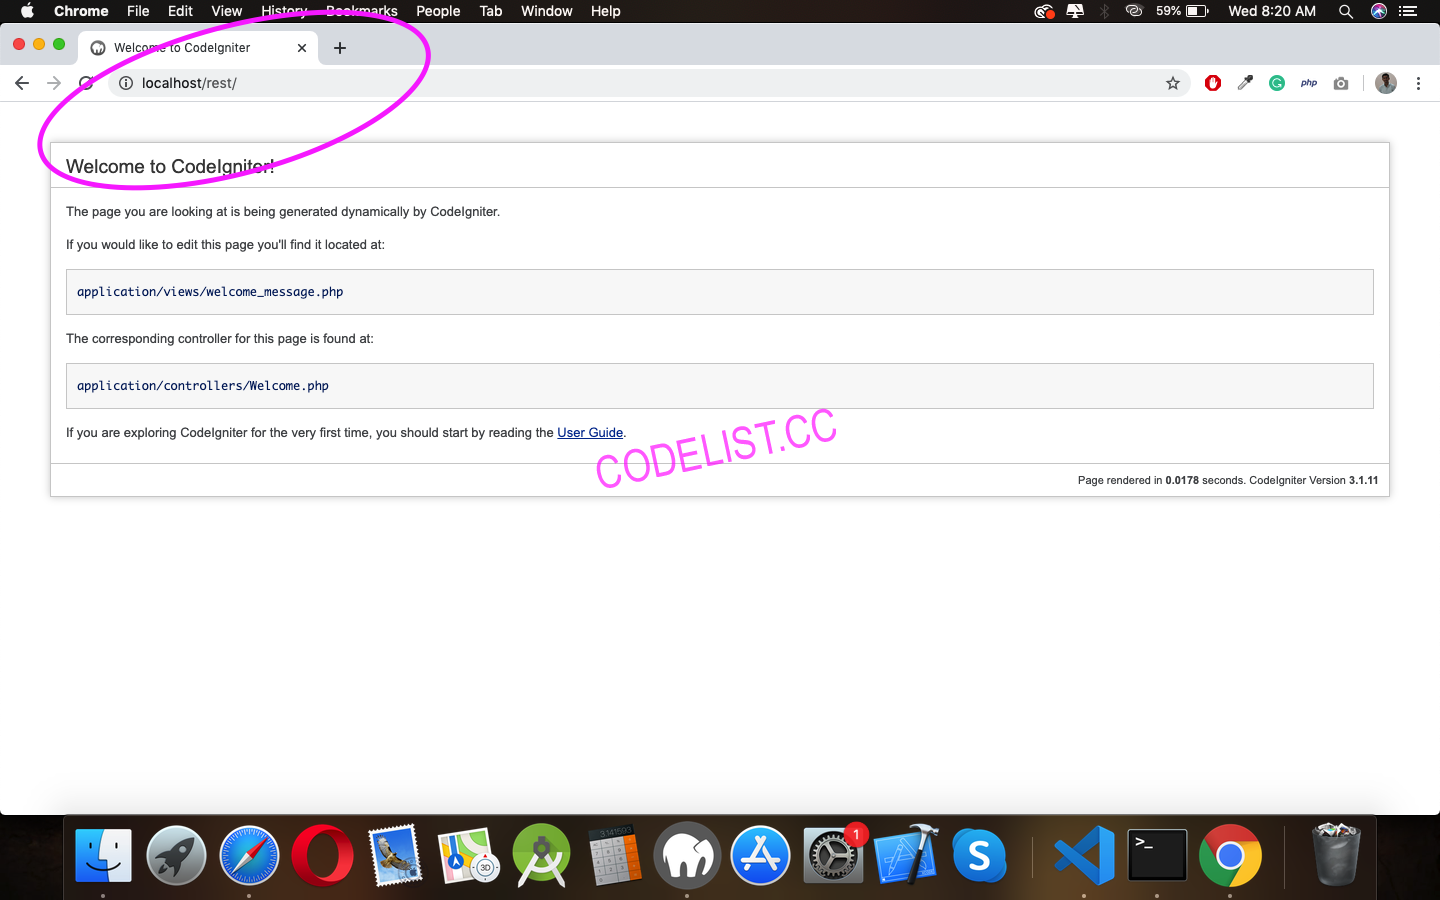 Chrome File Edit View History Bookmarks People Tab Window Help 59% Wed 8:20 AM
Welcome to CodeIgniter
localhost/rest/
php
Welcome to CodeIgniter!
The page you are looking at is being generated dynamically by CodeIgniter.
If you would like to edit this page you'll find it located at:
application/views/welcome_message.php
The corresponding controller for this page is found at:
application/controllers/Welcome.php
If you are exploring CodeIgniter for the very first time, you should start by reading the User Guide.
CODELIST.CC
Page rendered in 0.0178 seconds. CodeIgniter Version 3.1.11
3.141593
3D
1
S
>_